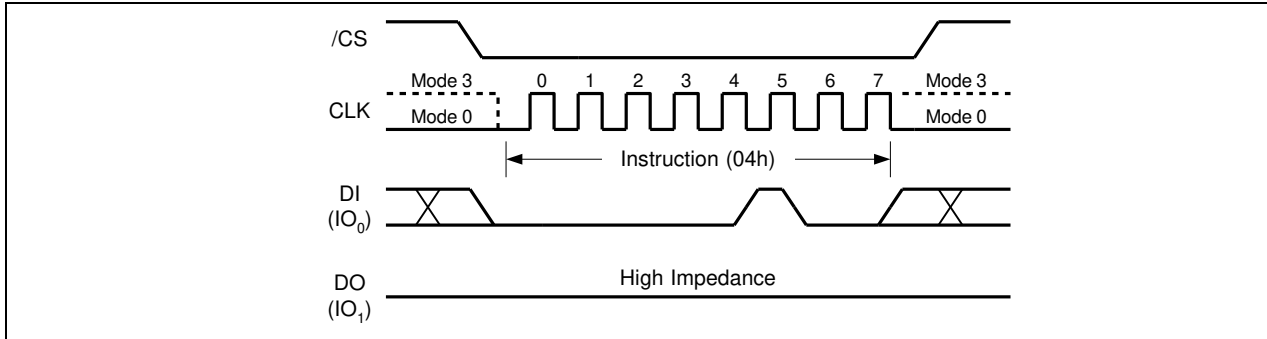 /CS
Mode 3 0 1 2 3 4 5 6 7 Mode 3
CLK
Mode 0 Mode 0
Instruction (04h)
DI
(IO₀)
High Impedance
DO
(IO₁)